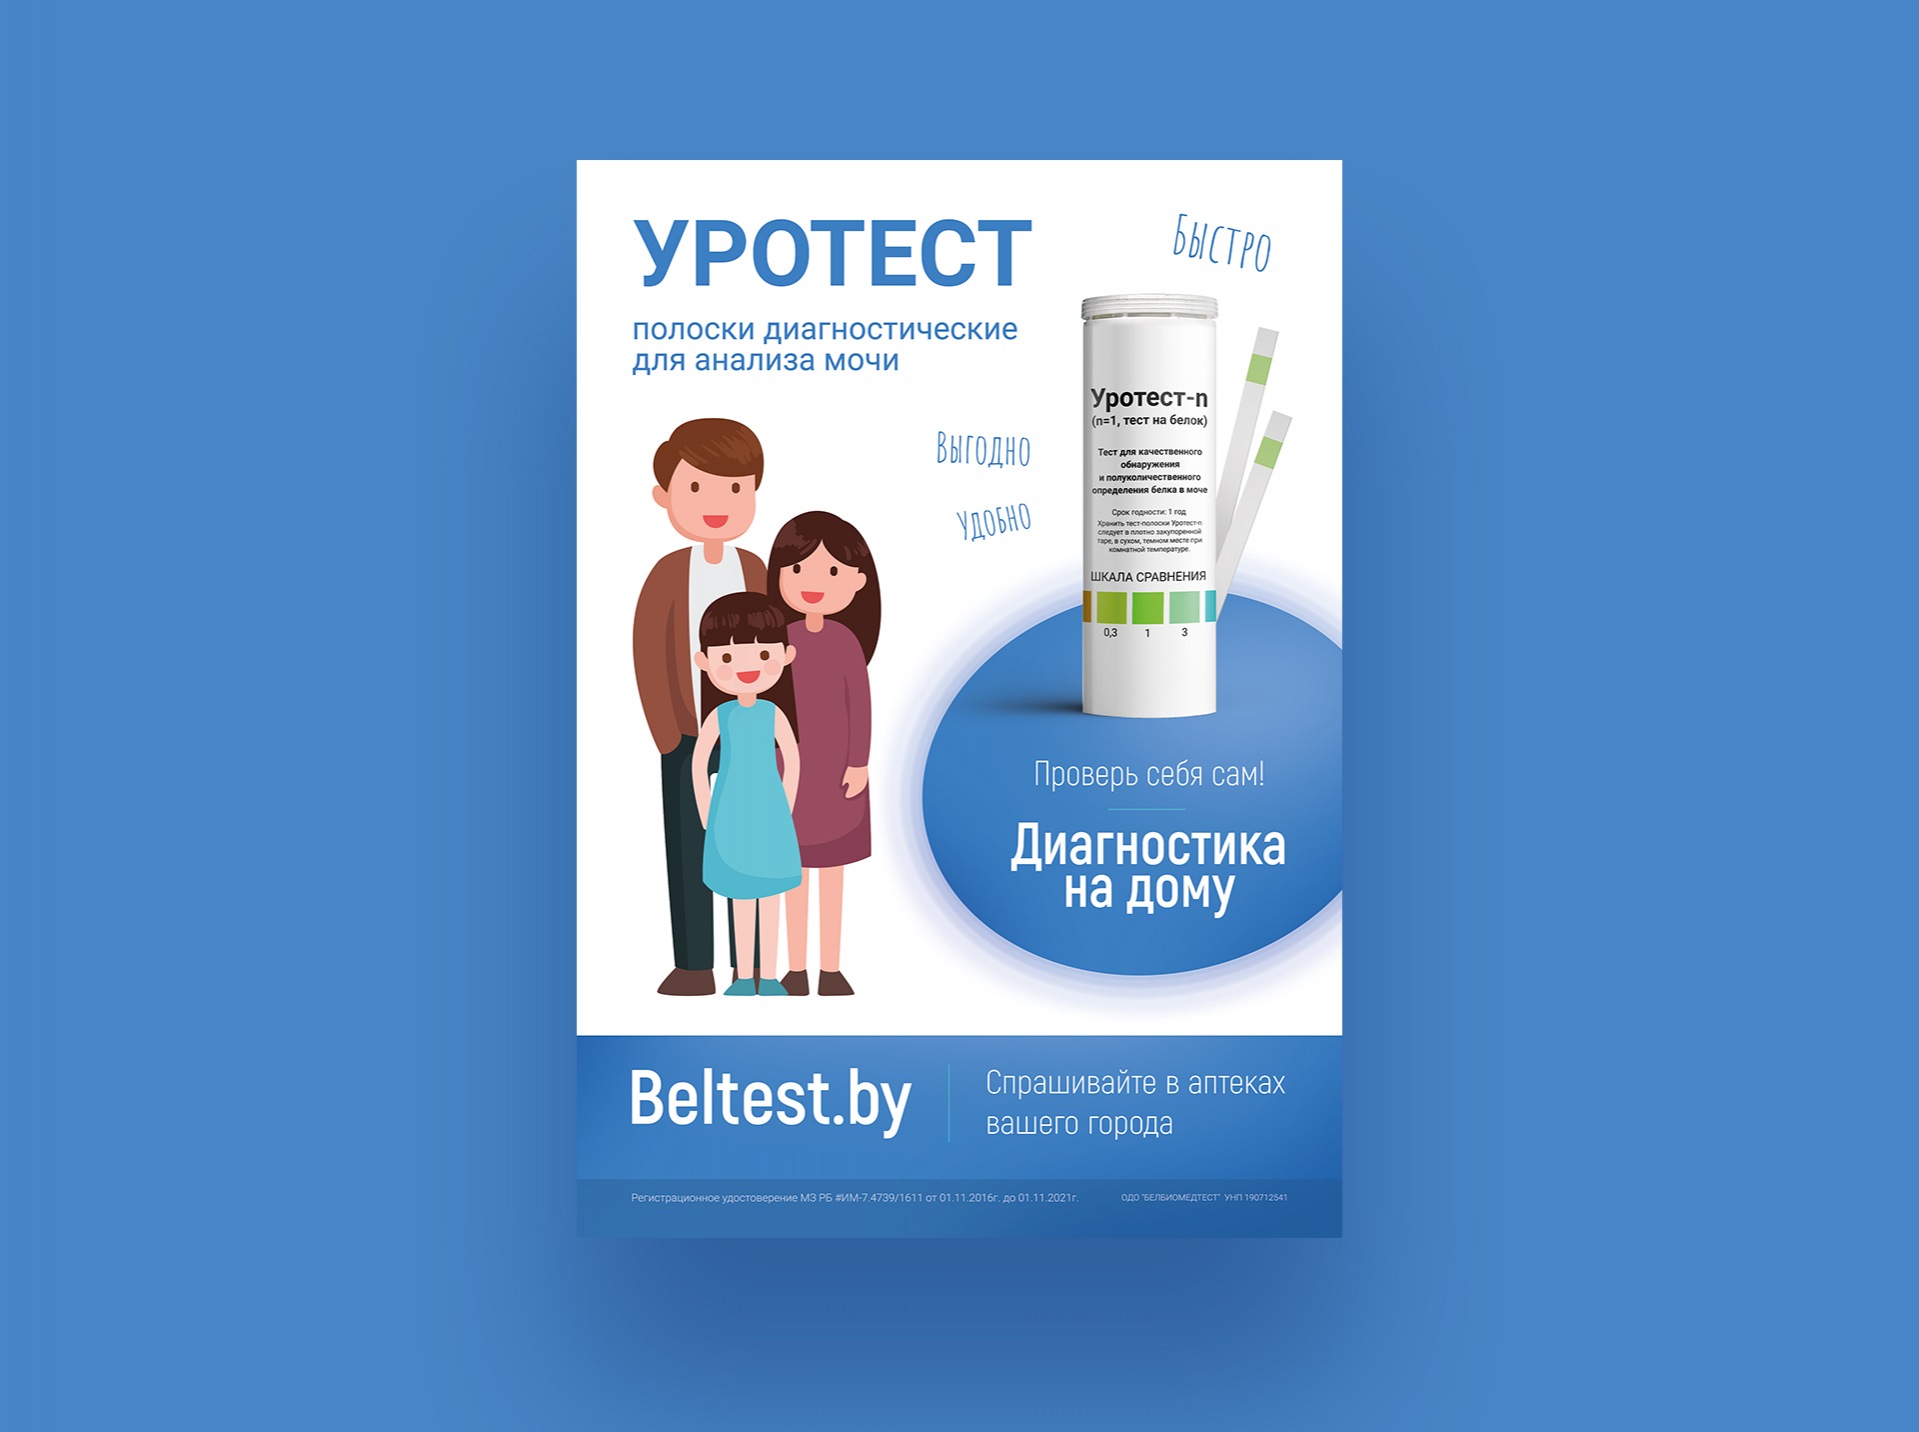 УРОТЕСТ
полоски диагностические
для анализа мочи
Быстро
Выгодно
Удобно
Уротест-n
(n=1, тест на белок)
Тест для качественного
обнаружения
и полуколичественного
определения белка в моче
Срок годности: 1 год
Хранить тест-полоски Уротест-n
следует в плотно закупоренной
таре, в сухом, темном месте при
комнатной температуре.
ШКАЛА СРАВНЕНИЯ
0,3 1 3
Проверь себя сам!
Диагностика
на дому
Beltest.by
Спрашивайте в аптеках
вашего города
Регистрационное удостоверение МЗ РБ #ИМ-7.4739/1611 от 01.11.2016г. до 01.11.2021г.
ОДО "БЕЛБИОМЕДТЕСТ" УНП 190712541